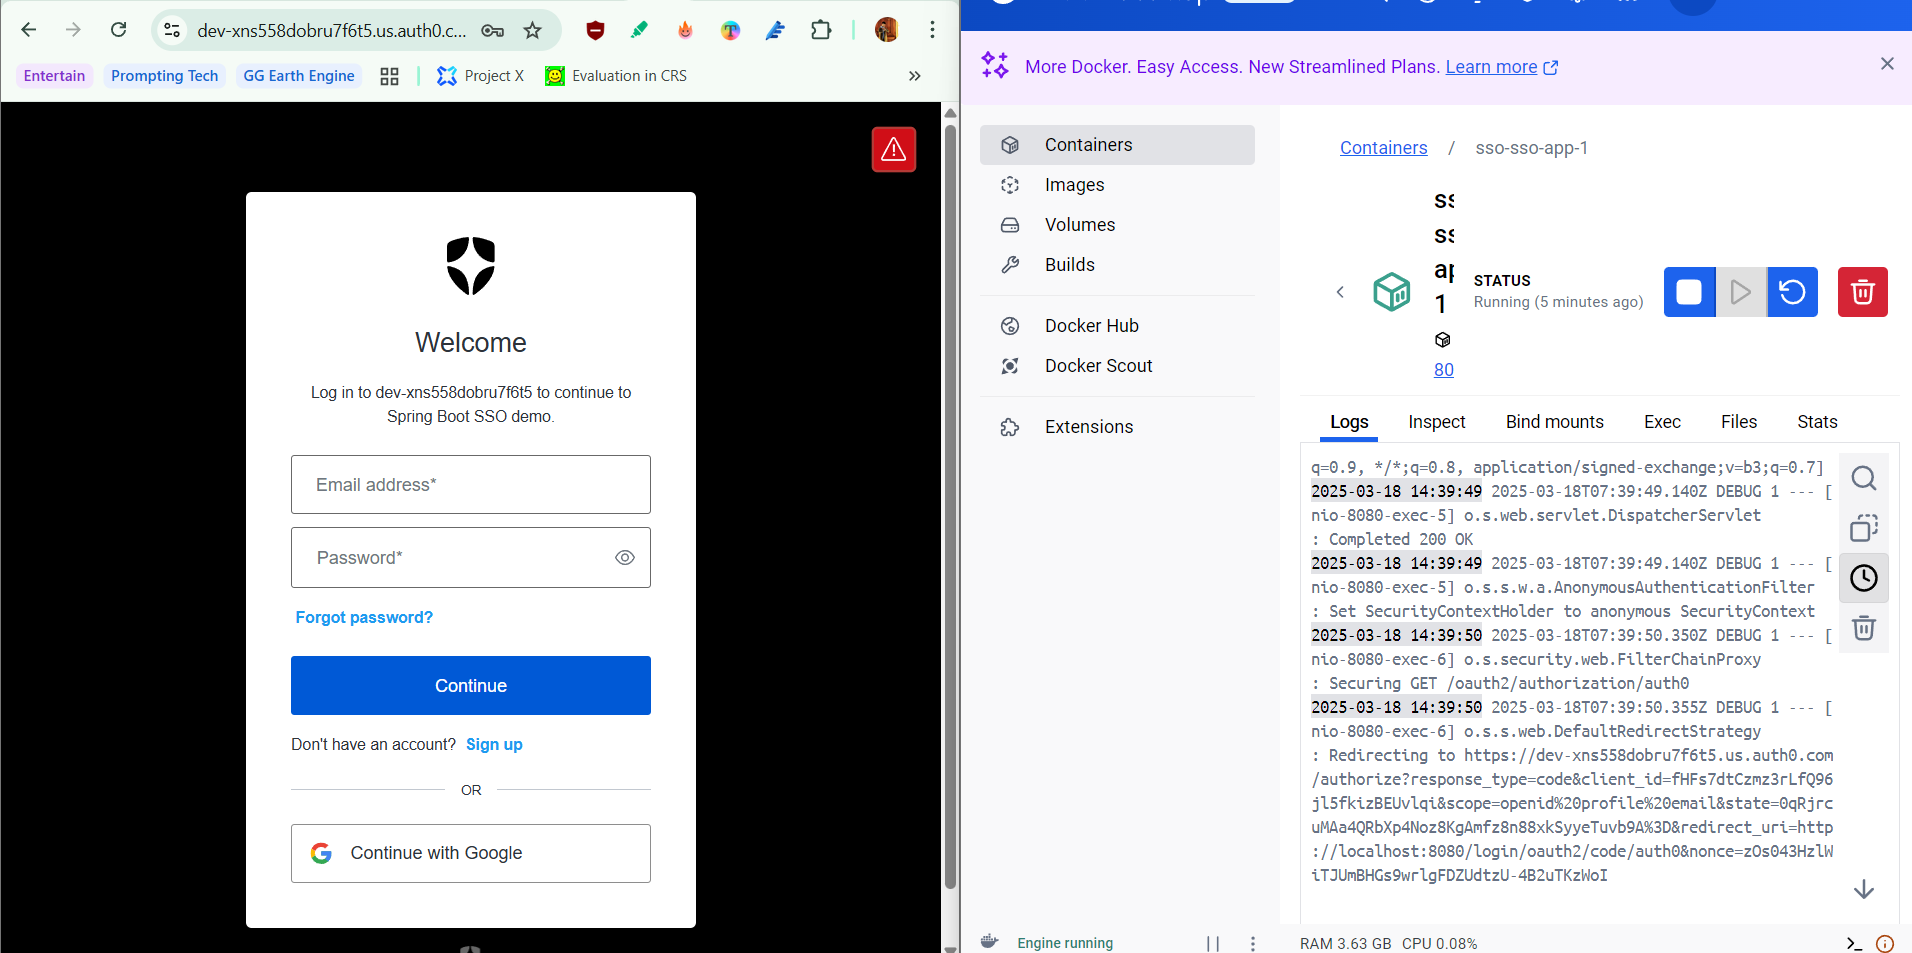 dev-xns558dobru7f6t5.us.auth0.c...
Entertain
Prompting Tech
GG Earth Engine
Project X
Evaluation in CRS
»
Welcome
Log in to dev-xns558dobru7f6t5 to continue to
Spring Boot SSO demo.
Email address*
Password*
Forgot password?
Continue
Don't have an account? Sign up
OR
Continue with Google
More Docker. Easy Access. New Streamlined Plans. Learn more
Containers
Images
Volumes
Builds
Docker Hub
Docker Scout
Extensions
Containers / sso-sso-app-1
ss
ss
ap
1
80
STATUS
Running (5 minutes ago)
Logs
Inspect
Bind mounts
Exec
Files
Stats
q=0.9, */*;q=0.8, application/signed-exchange;v=b3;q=0.7]
2025-03-18 14:39:49 2025-03-18T07:39:49.140Z DEBUG 1 --- [
nio-8080-exec-5] o.s.web.servlet.DispatcherServlet
: Completed 200 OK
2025-03-18 14:39:49 2025-03-18T07:39:49.140Z DEBUG 1 --- [
nio-8080-exec-5] o.s.s.w.a.AnonymousAuthenticationFilter
: Set SecurityContextHolder to anonymous SecurityContext
2025-03-18 14:39:50 2025-03-18T07:39:50.350Z DEBUG 1 --- [
nio-8080-exec-6] o.s.security.web.FilterChainProxy
: Securing GET /oauth2/authorization/auth0
2025-03-18 14:39:50 2025-03-18T07:39:50.355Z DEBUG 1 --- [
nio-8080-exec-6] o.s.s.web.DefaultRedirectStrategy
: Redirecting to https://dev-xns558dobru7f6t5.us.auth0.com
/authorize?response_type=code&client_id=fHFs7dtCzmz3rLfQ96
jl5fkizBEUvlqi&scope=openid%20profile%20email&state=0qRjrc
uMAa4QRbXp4Noz8KgAmfz8n88xkSyyeTuvb9A%3D&redirect_uri=http
://localhost:8080/login/oauth2/code/auth0&nonce=zOs043HzlW
iTJUmBHGs9wrlgFDZUdtzU-4B2uTKzWoI
Engine running
RAM 3.63 GB CPU 0.08%